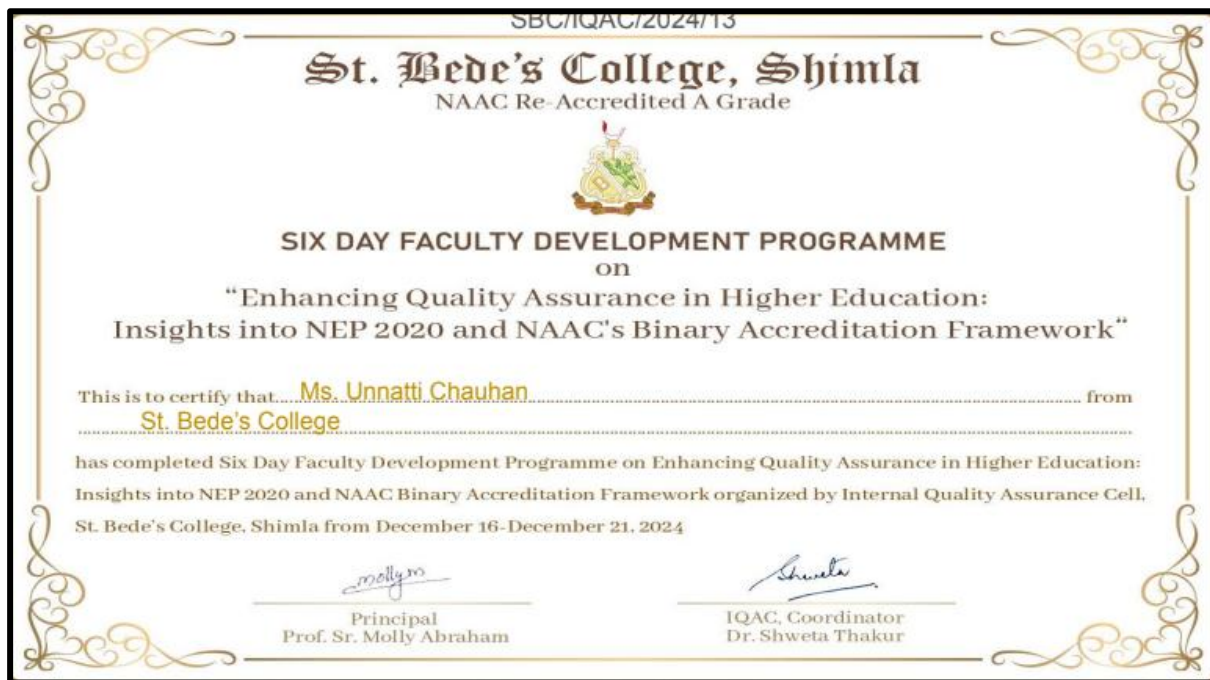 SBC/IQAC/2024/13
St. Bede's College, Shimla
NAAC Re-Accredited A Grade
B
SIX DAY FACULTY DEVELOPMENT PROGRAMME
on
“Enhancing Quality Assurance in Higher Education:
Insights into NEP 2020 and NAAC's Binary Accreditation Framework“
This is to certify that Ms. Unnatti Chauhan from
St. Bede's College
has completed Six Day Faculty Development Programme on Enhancing Quality Assurance in Higher Education:
Insights into NEP 2020 and NAAC Binary Accreditation Framework organized by Internal Quality Assurance Cell,
St. Bede's College, Shimla from December 16-December 21, 2024
mollym Shweta
Principal IQAC, Coordinator
Prof. Sr. Molly Abraham Dr. Shweta Thakur